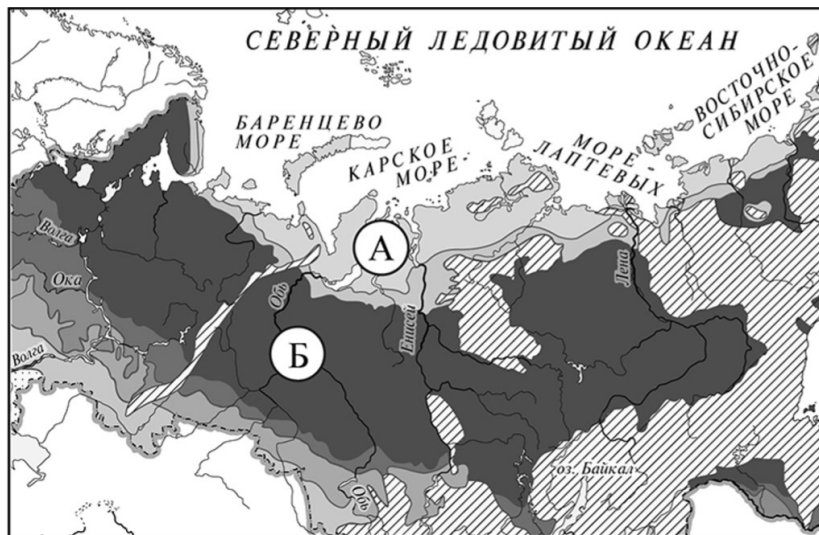 СЕВЕРНЫЙ ЛЕДОВИТЫЙ ОКЕАН
БАРЕНЦЕВО
МОРЕ
КАРСКОЕ
МОРЕ
МОРЕ
ЛАПТЕВЫХ
ВОСТОЧНО-
СИБИРСКОЕ
МОРЕ
А
Волга
Ока
Обь
Енисей
Лена
Б
Волга
Обь
оз. Байкал